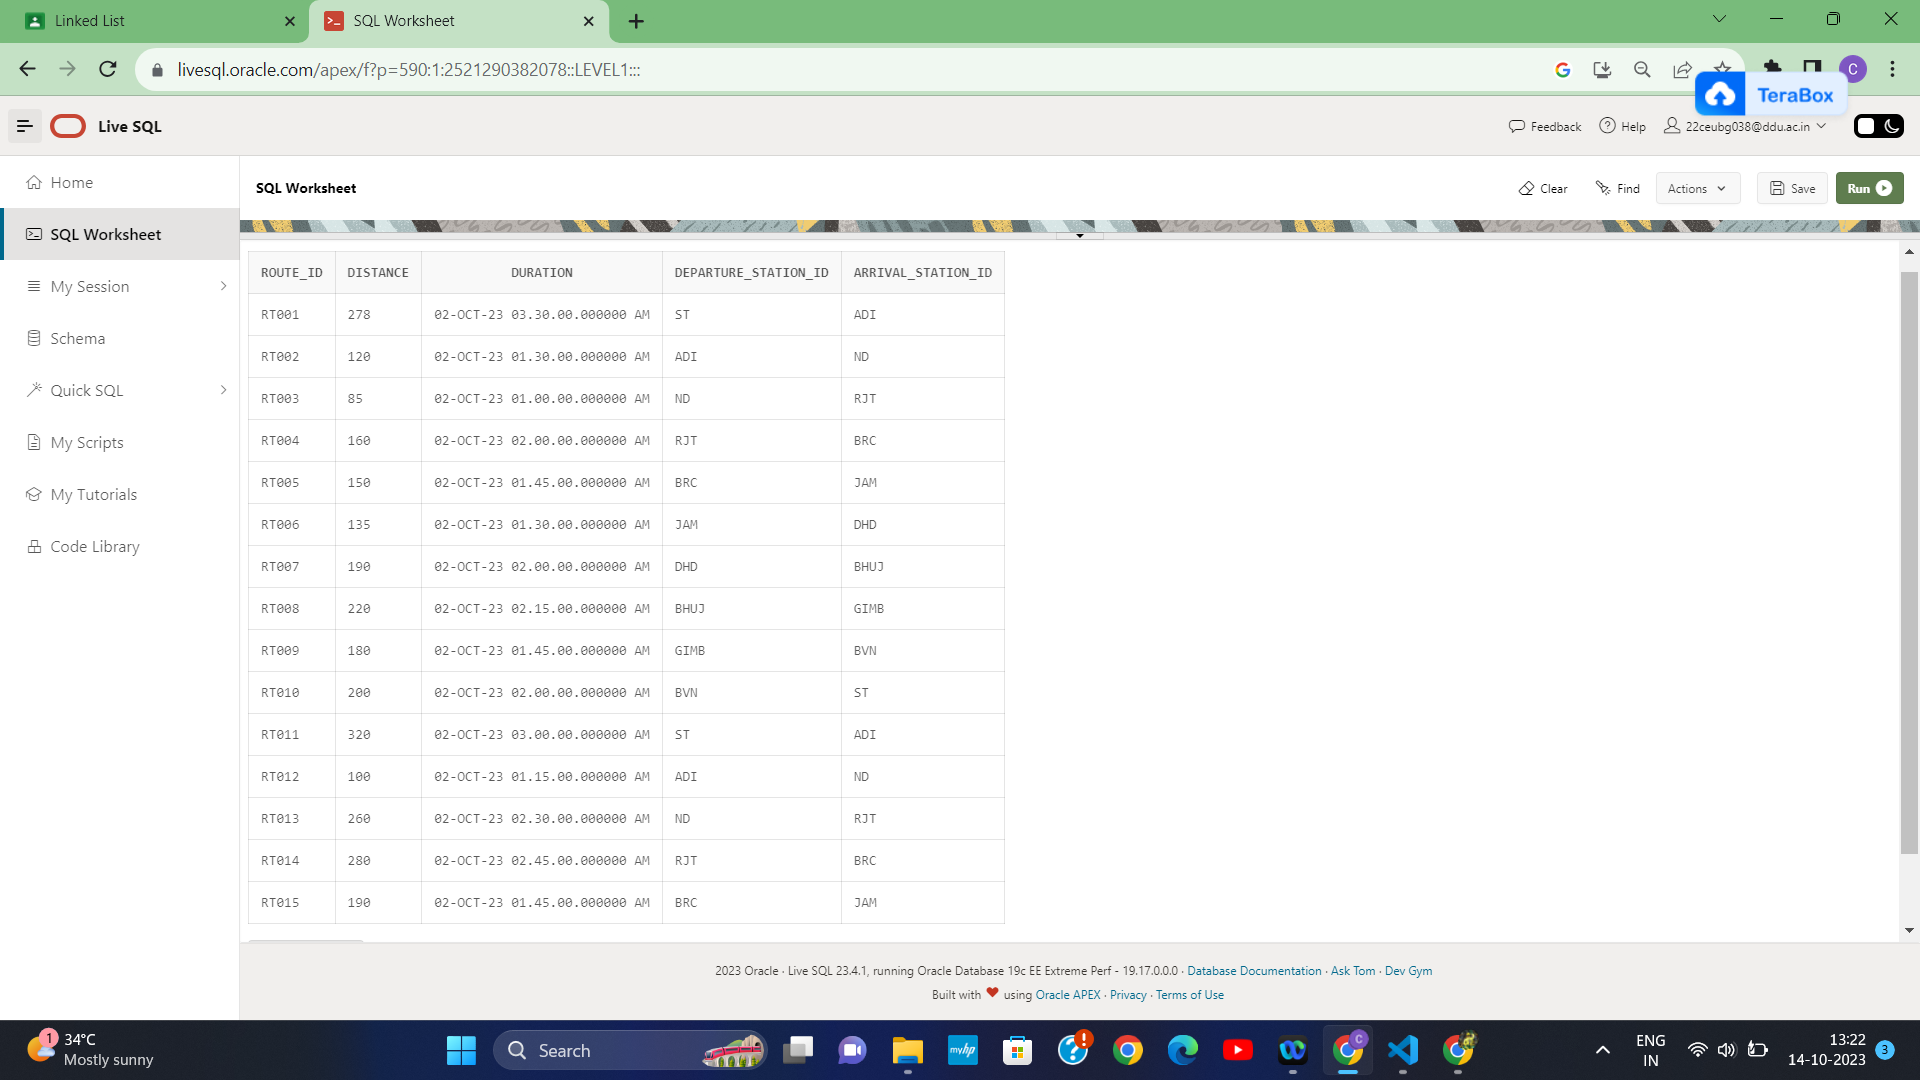 Linked List
SQL Worksheet
livesql.oracle.com/apex/f?p=590:1:2521290382078::LEVEL1:::
C
TeraBox
Live SQL
Feedback
Help
22ceubg038@ddu.ac.in
Home
SQL Worksheet
My Session
Schema
Quick SQL
My Scripts
My Tutorials
Code Library
SQL Worksheet
Clear
Find
Actions
Save
Run
ROUTE_ID DISTANCE DURATION DEPARTURE_STATION_ID ARRIVAL_STATION_ID
RT001 278 02-OCT-23 03.30.00.000000 AM ST ADI
RT002 120 02-OCT-23 01.30.00.000000 AM ADI ND
RT003 85 02-OCT-23 01.00.00.000000 AM ND RJT
RT004 160 02-OCT-23 02.00.00.000000 AM RJT BRC
RT005 150 02-OCT-23 01.45.00.000000 AM BRC JAM
RT006 135 02-OCT-23 01.30.00.000000 AM JAM DHD
RT007 190 02-OCT-23 02.00.00.000000 AM DHD BHUJ
RT008 220 02-OCT-23 02.15.00.000000 AM BHUJ GIMB
RT009 180 02-OCT-23 01.45.00.000000 AM GIMB BVN
RT010 200 02-OCT-23 02.00.00.000000 AM BVN ST
RT011 320 02-OCT-23 03.00.00.000000 AM ST ADI
RT012 100 02-OCT-23 01.15.00.000000 AM ADI ND
RT013 260 02-OCT-23 02.30.00.000000 AM ND RJT
RT014 280 02-OCT-23 02.45.00.000000 AM RJT BRC
RT015 190 02-OCT-23 01.45.00.000000 AM BRC JAM
2023 Oracle · Live SQL 23.4.1, running Oracle Database 19c EE Extreme Perf - 19.17.0.0.0 · Database Documentation · Ask Tom · Dev Gym
Built with ❤ using Oracle APEX · Privacy · Terms of Use
1
34°C
Mostly sunny
Search
myhp
C
ENG
IN
13:22
14-10-2023
3